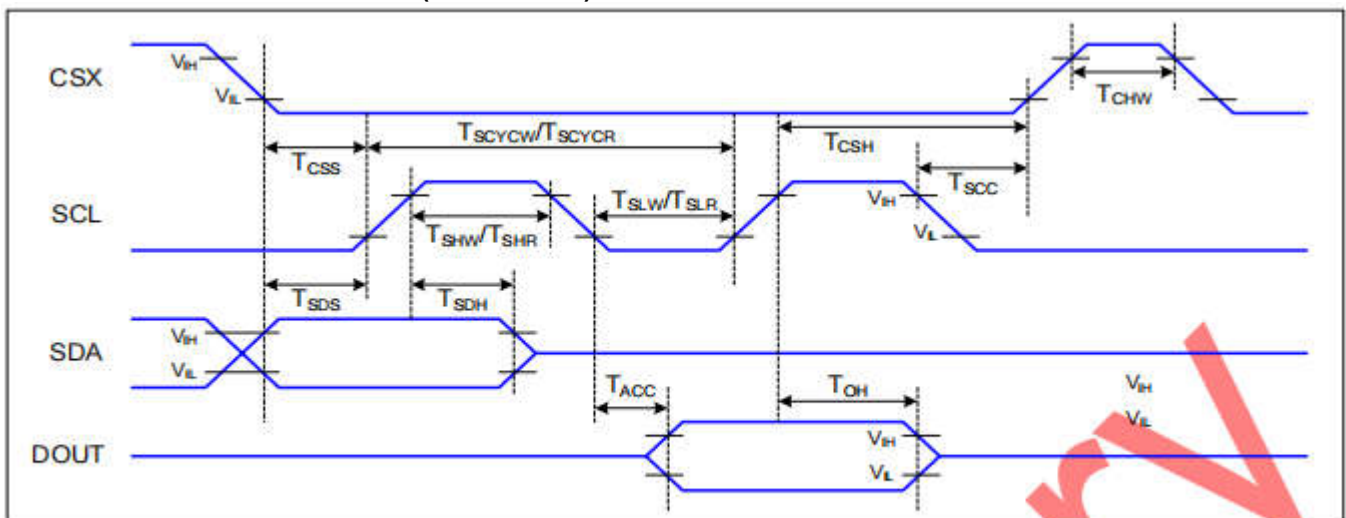 CSX
VIH
VIL
TCHW
TSCYCW/TSCYCR
TCSS
TCSH
TSCC
SCL
TSLW/TSLR
VIH
TSHW/TSHR
VIL
TSDS
TSDH
SDA
VIH
VIL
TACC
TOH
VIH
VIL
DOUT
VIH
VIL
ry